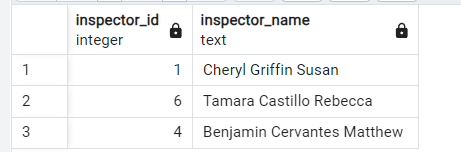 inspector_id inspector_name
integer text
1 1 Cheryl Griffin Susan
2 6 Tamara Castillo Rebecca
3 4 Benjamin Cervantes Matthew